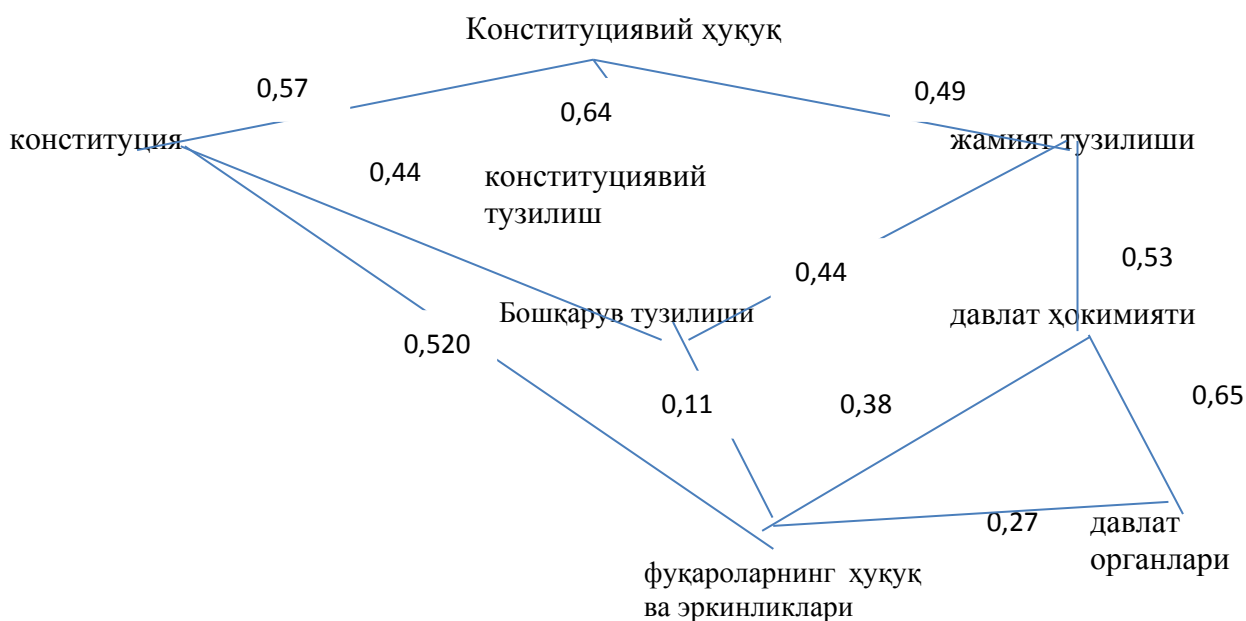 Конституциявий ҳуқуқ
0,57
0,64
0,49
конституция
жамият тузилиши
0,44
конституциявий
тузилиш
0,44
0,53
Бошқарув тузилиши
давлат ҳокимияти
0,520
0,11
0,38
0,65
0,27
давлат
органлари
фуқароларнинг ҳуқуқ
ва эркинликлари